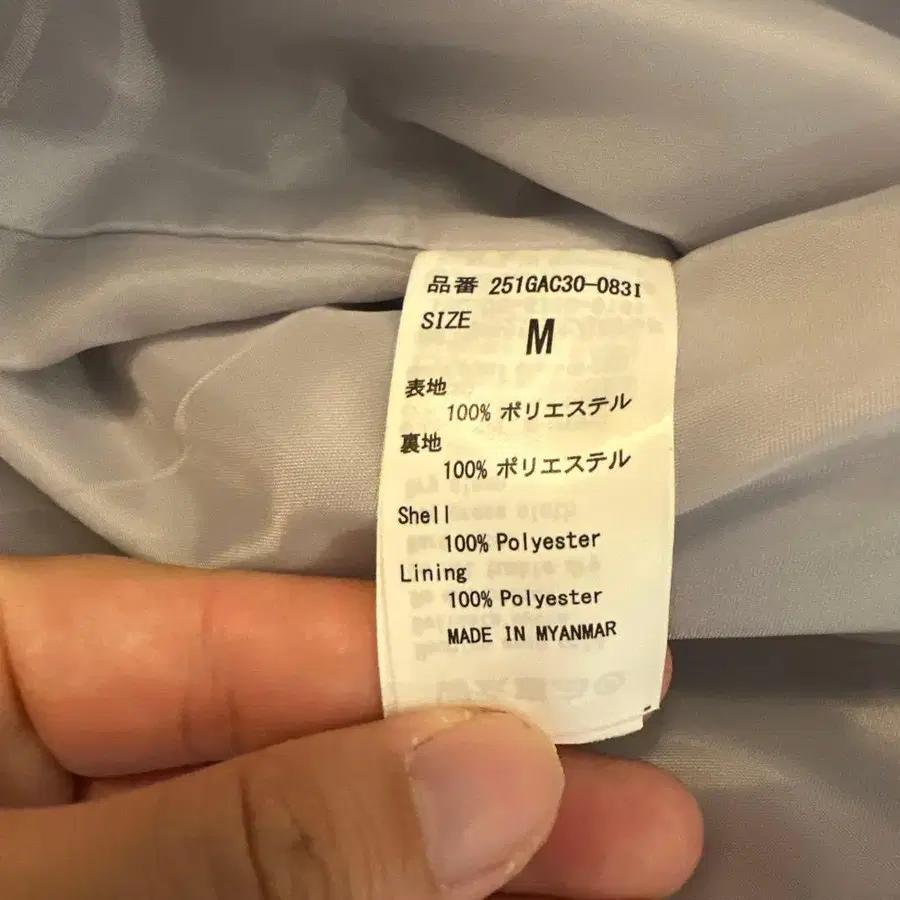 品番 251GAC30-083I
SIZE M
表地
100% ポリエステル
裏地
100% ポリエステル
Shell
100% Polyester
Lining
100% Polyester
MADE IN MYANMAR